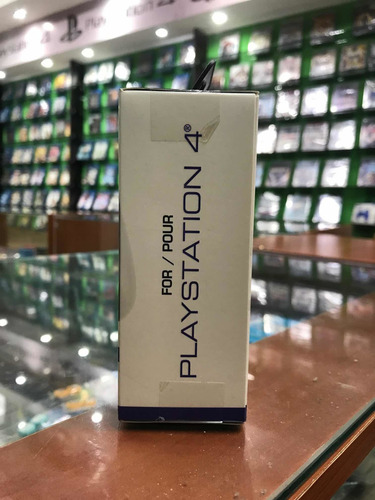 FOR / POUR
PLAYSTATION 4®